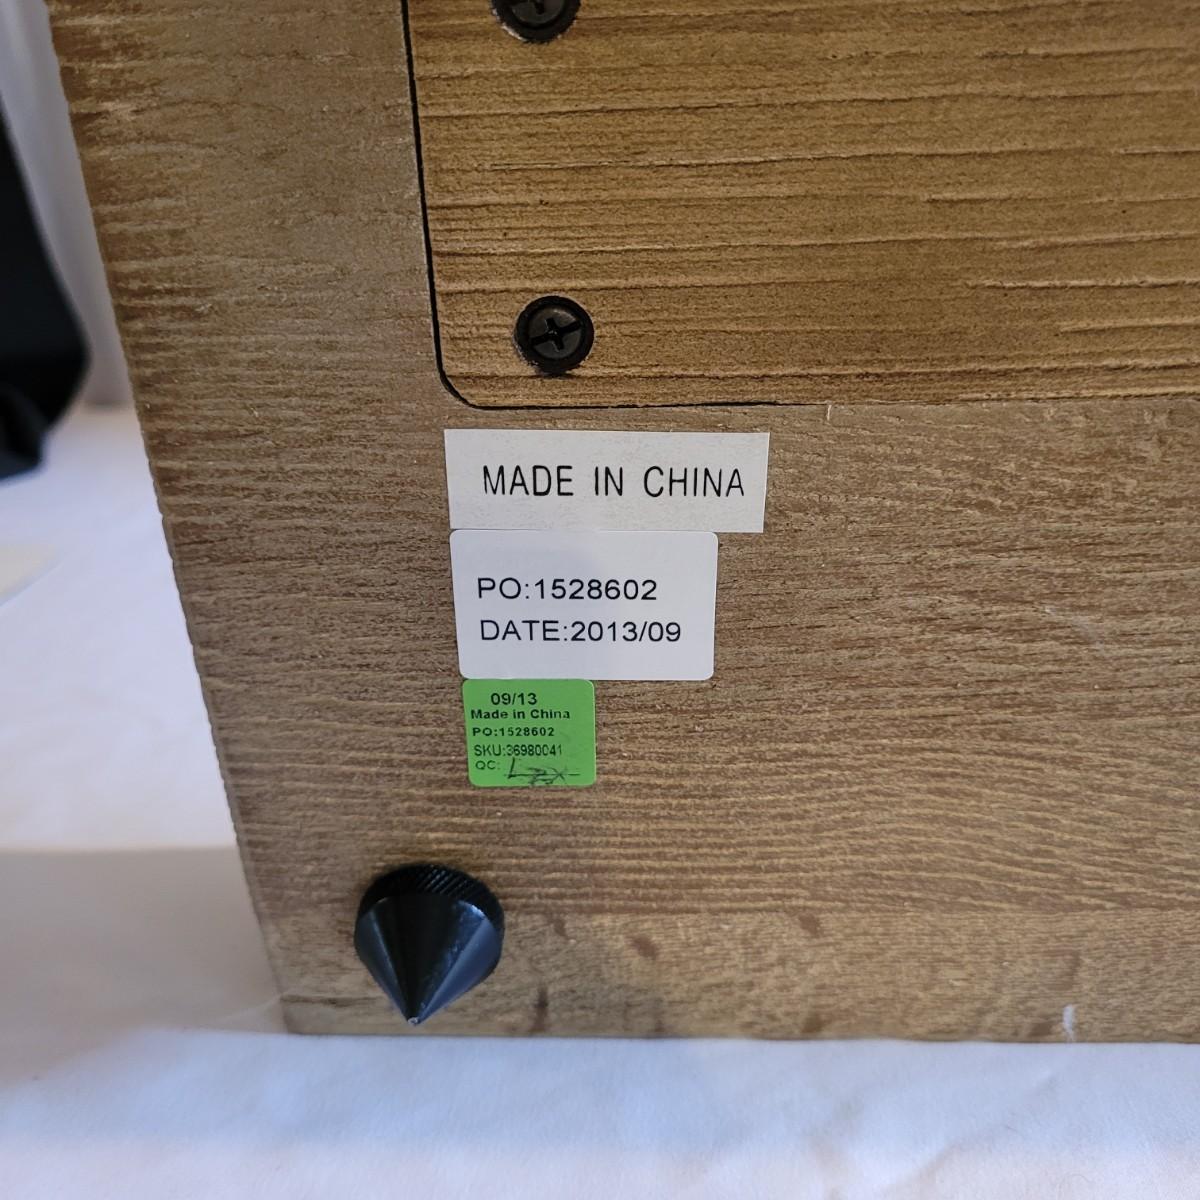 MADE IN CHINA
PO:1528602
DATE:2013/09
09/13
Made in China
PO:1528602
SKU:36980041
QC: